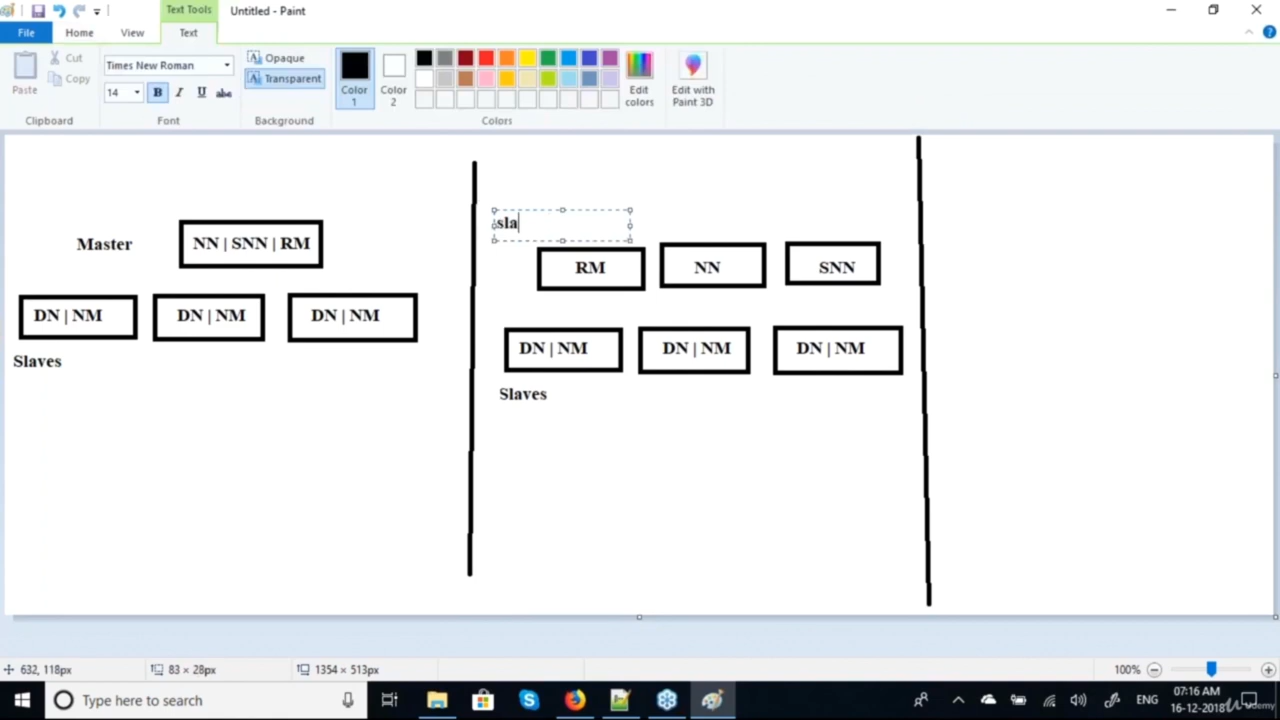 Text Tools
Untitled - Paint
File
Home
View
Text
Paste
Cut
Copy
Clipboard
Times New Roman
14
B
I
U
abc
Font
Opaque
Transparent
Background
Color 1
Color 2
Edit colors
Colors
Edit with Paint 3D
Master
NN | SNN | RM
DN | NM
DN | NM
DN | NM
Slaves
sla
RM
NN
SNN
DN | NM
DN | NM
DN | NM
Slaves
632, 118px
83 × 28px
1354 × 513px
100%
Type here to search
ENG
07:16 AM
16-12-2018
Udemy